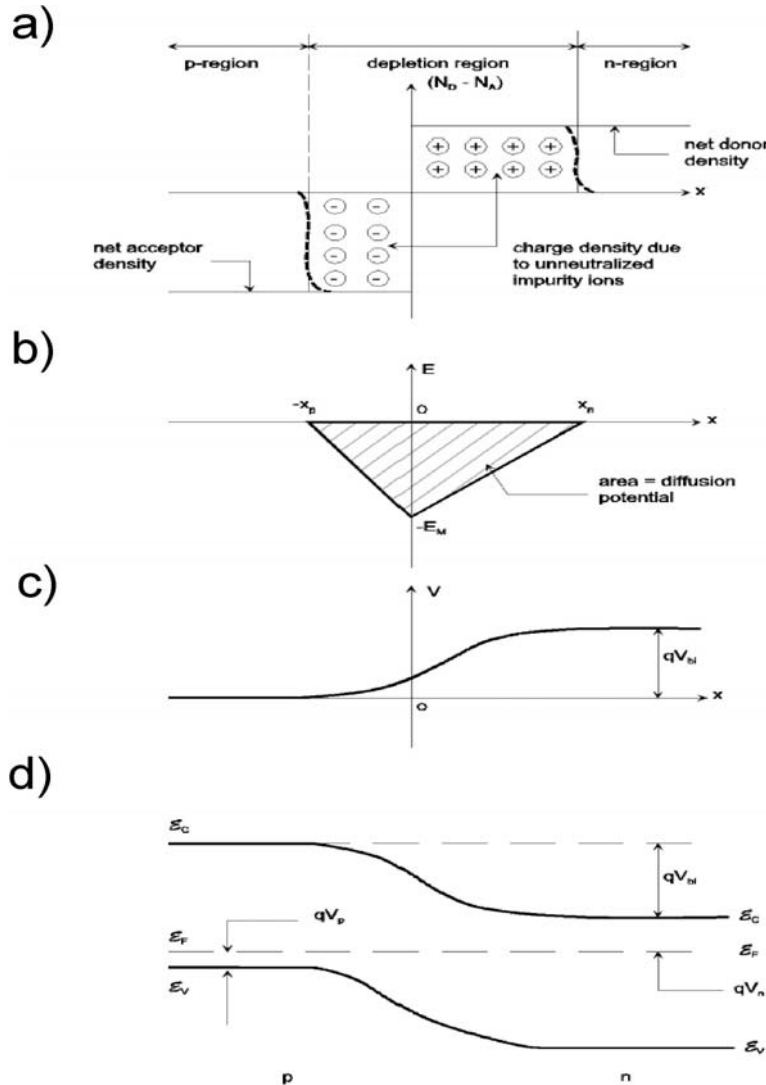 a)
p-region
depletion region
n-region
(N_D - N_A)
net donor
density
x
net acceptor
density
charge density due
to unneutralized
impurity ions
b)
E
-x_p
O
x_n
x
area = diffusion
potential
-E_M
c)
V
qV_bi
O
x
d)
ℰ_C
qV_bi
qV_p
ℰ_C
ℰ_F
ℰ_F
ℰ_V
qV_n
ℰ_V
p
n